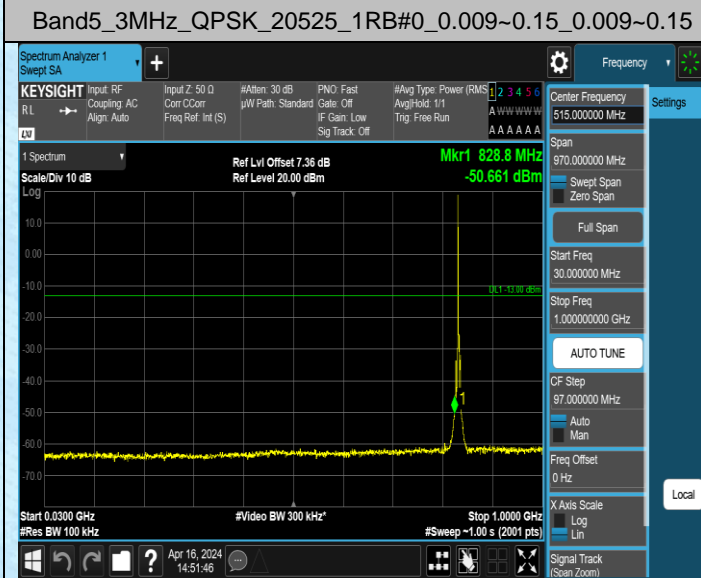 Band5_3MHz_QPSK_20525_1RB#0_0.009~0.15_0.009~0.15
Spectrum Analyzer 1
Swept SA
Frequency
KEYSIGHT
RL
LXI
Input: RF
Coupling: AC
Align: Auto
Input Z: 50 Ω
Corr CCorr
Freq Ref: Int (S)
#Atten: 30 dB
µW Path: Standard
PNO: Fast
Gate: Off
IF Gain: Low
Sig Track: Off
#Avg Type: Power (RMS
Avg|Hold: 1/1
Trig: Free Run
1 2 3 4 5 6
A W W W W W
A A A A A A
1 Spectrum
Scale/Div 10 dB
Ref Lvl Offset 7.36 dB
Ref Level 20.00 dBm
Mkr1 828.8 MHz
-50.661 dBm
Log
10.0
0.00
-10.0
-20.0
-30.0
-40.0
-50.0
-60.0
-70.0
DL1 -13.00 dBm
1
Start 0.0300 GHz
#Res BW 100 kHz
#Video BW 300 kHz*
Stop 1.0000 GHz
#Sweep ~1.00 s (2001 pts)
Apr 16, 2024
14:51:46
Center Frequency
515.000000 MHz
Settings
Span
970.000000 MHz
Swept Span
Zero Span
Full Span
Start Freq
30.000000 MHz
Stop Freq
1.000000000 GHz
AUTO TUNE
CF Step
97.000000 MHz
Auto
Man
Freq Offset
0 Hz
X Axis Scale
Log
Lin
Local
Signal Track
(Span Zoom)